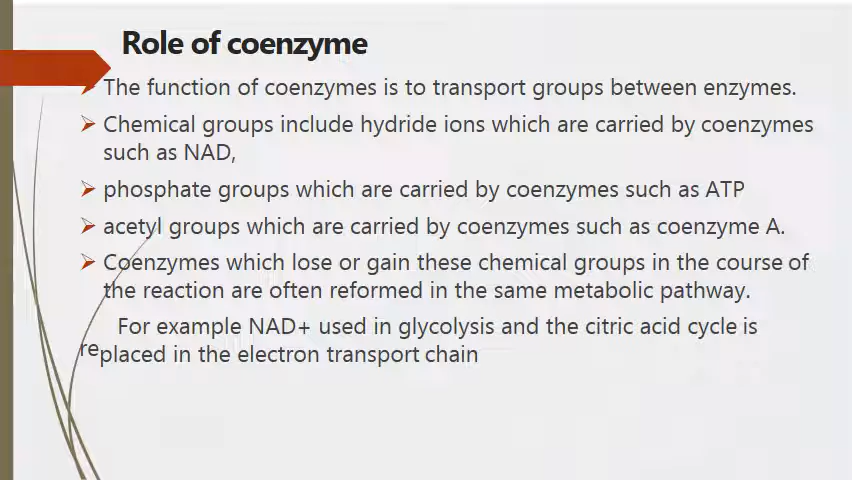 Role of coenzyme
The function of coenzymes is to transport groups between enzymes.
Chemical groups include hydride ions which are carried by coenzymes
such as NAD,
phosphate groups which are carried by coenzymes such as ATP
acetyl groups which are carried by coenzymes such as coenzyme A.
Coenzymes which lose or gain these chemical groups in the course of
the reaction are often reformed in the same metabolic pathway.
For example NAD+ used in glycolysis and the citric acid cycle is
replaced in the electron transport chain